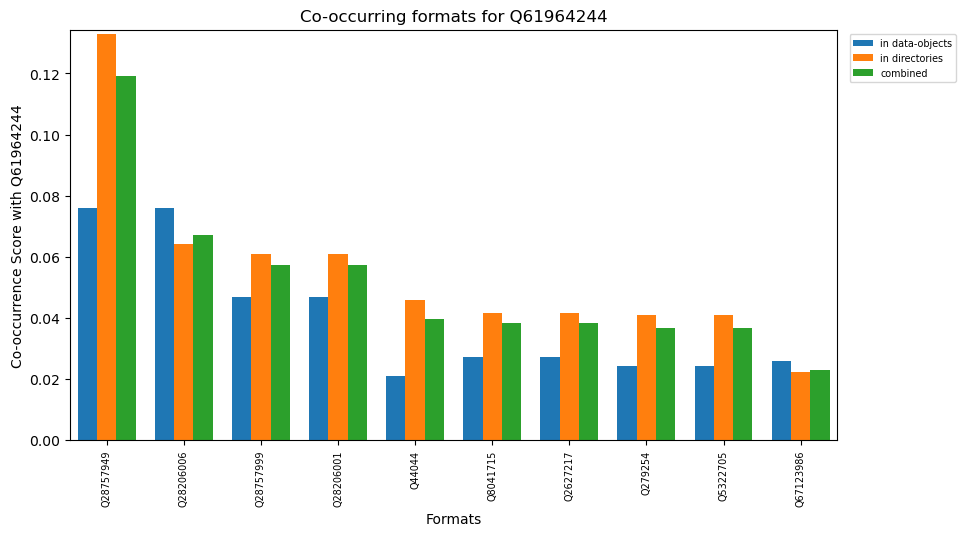 Co-occurring formats for Q61964244
in data-objects
in directories
combined
Co-occurrence Score with Q61964244
0.12
0.10
0.08
0.06
0.04
0.02
0.00
Q28757949
Q28206006
Q28757999
Q28206001
Q44044
Q8041715
Q2627217
Q279254
Q5322705
Q67123986
Formats